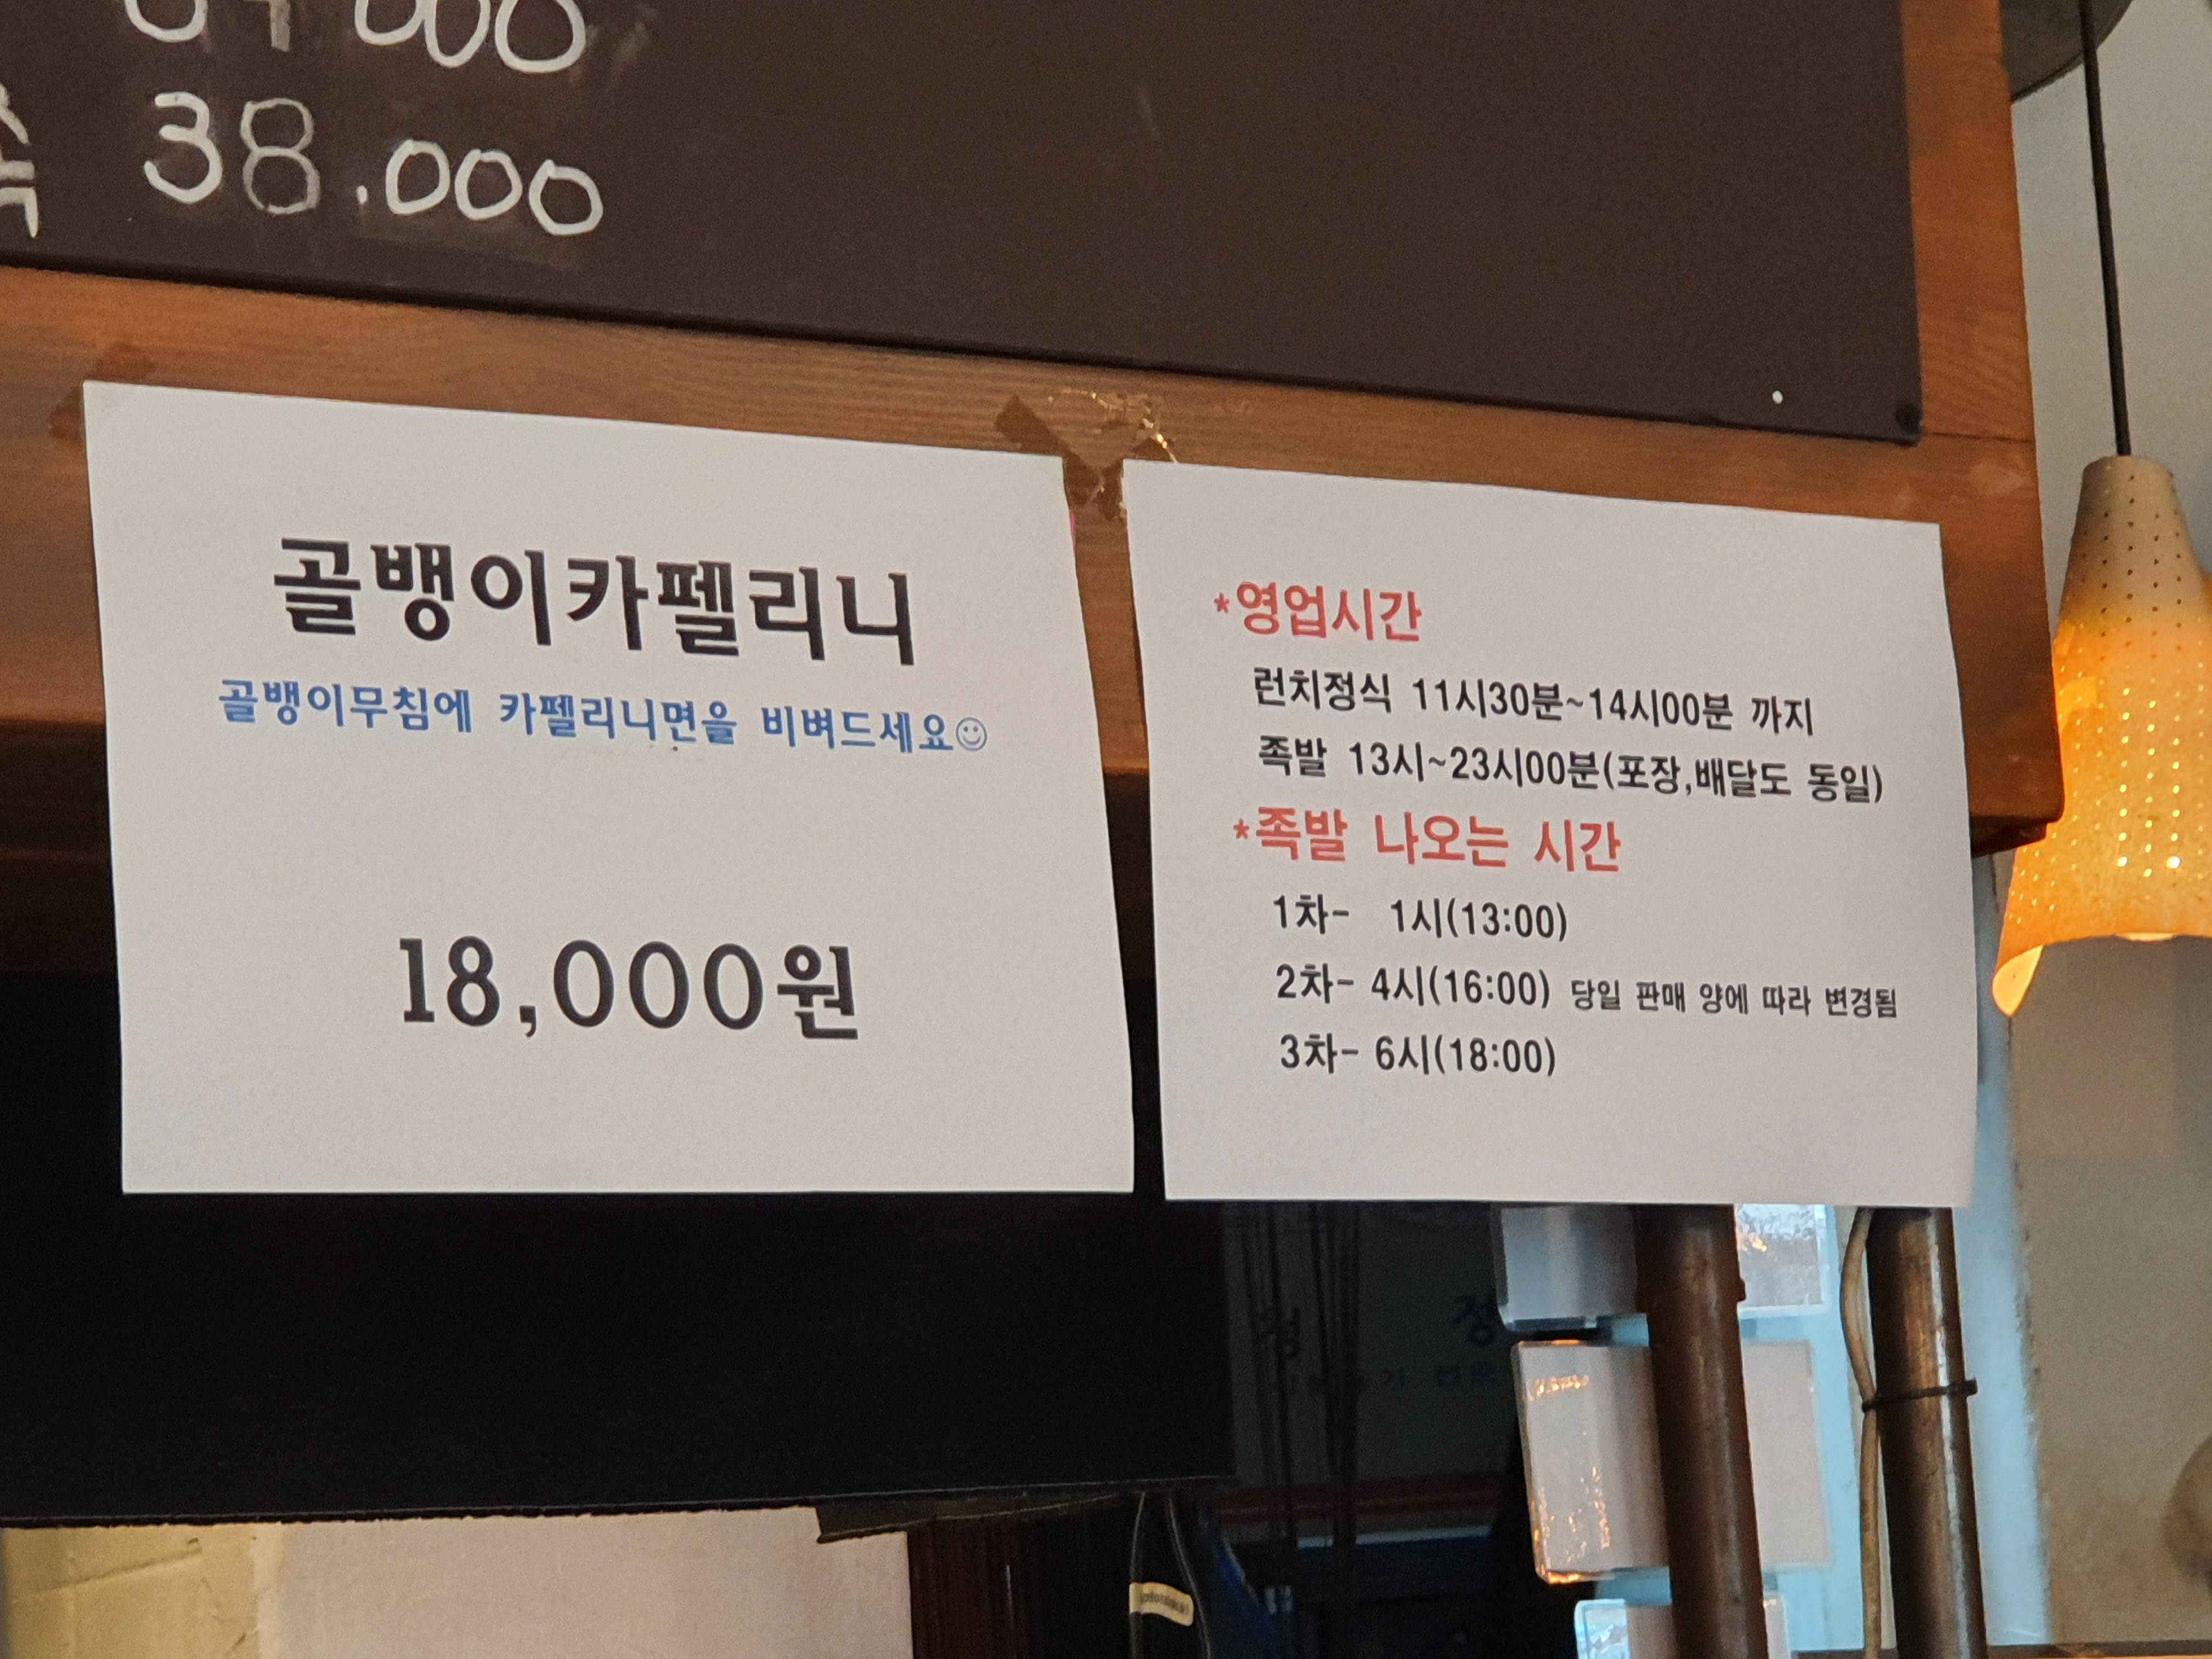 000
38.000
골뱅이카펠리니
골뱅이무침에 카펠리니면을 비벼드세요☺
18,000원
*영업시간
런치정식 11시30분~14시00분 까지
족발 13시~23시00분(포장,배달도 동일)
*족발 나오는 시간
1차- 1시(13:00)
2차- 4시(16:00) 당일 판매 양에 따라 변경됨
3차- 6시(18:00)